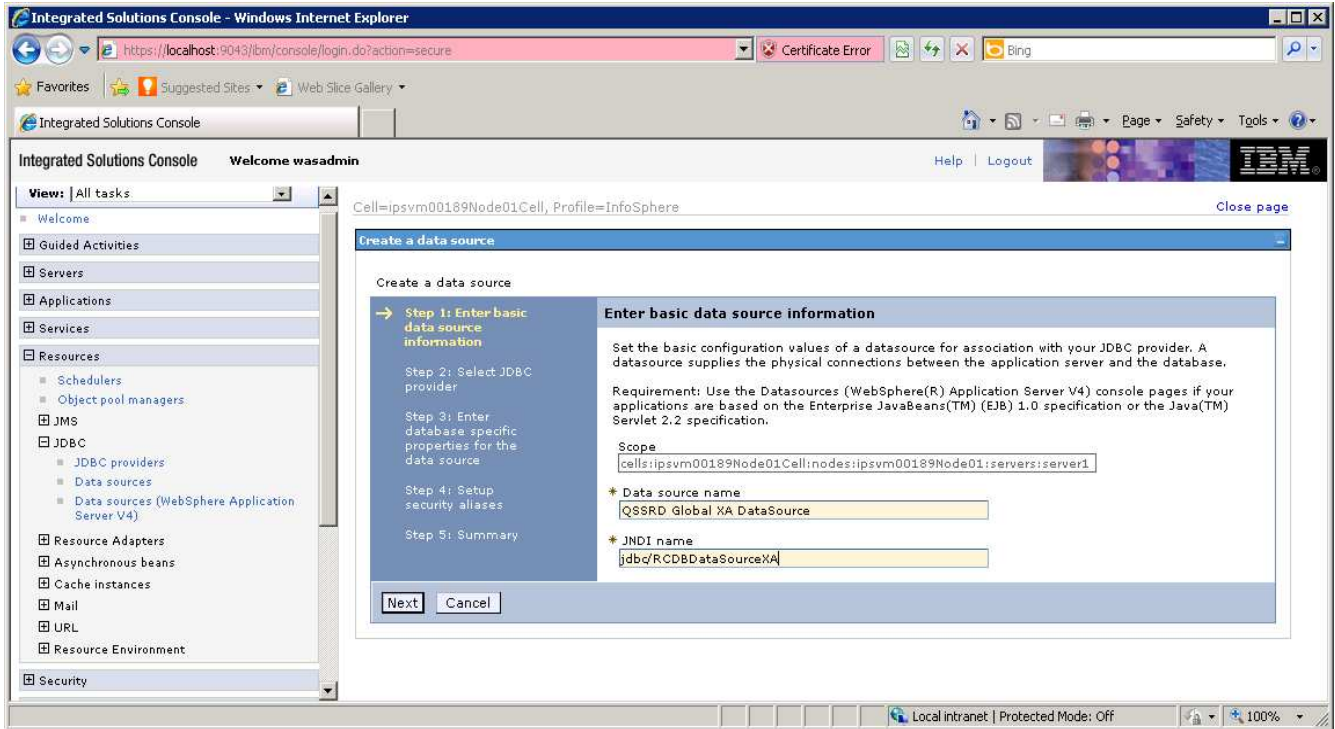 Integrated Solutions Console - Windows Internet Explorer
https://localhost:9043/ibm/console/login.do?action=secure
Certificate Error
Bing
Favorites
Suggested Sites
Web Slice Gallery
Integrated Solutions Console
Page
Safety
Tools
Integrated Solutions Console Welcome wasadmin
Help | Logout
IBM®
View: All tasks
Welcome
Guided Activities
Servers
Applications
Services
Resources
Schedulers
Object pool managers
JMS
JDBC
JDBC providers
Data sources
Data sources (WebSphere Application
Server V4)
Resource Adapters
Asynchronous beans
Cache instances
Mail
URL
Resource Environment
Security
Cell=ipsvm00189Node01Cell, Profile=InfoSphere
Close page
Create a data source
Create a data source
Step 1: Enter basic
data source
information
Step 2: Select JDBC
provider
Step 3: Enter
database specific
properties for the
data source
Step 4: Setup
security aliases
Step 5: Summary
Enter basic data source information
Set the basic configuration values of a datasource for association with your JDBC provider. A
datasource supplies the physical connections between the application server and the database.
Requirement: Use the Datasources (WebSphere(R) Application Server V4) console pages if your
applications are based on the Enterprise JavaBeans(TM) (EJB) 1.0 specification or the Java(TM)
Servlet 2.2 specification.
Scope
cells:ipsvm00189Node01Cell:nodes:ipsvm00189Node01:servers:server1
* Data source name
QSSRD Global XA DataSource
* JNDI name
jdbc/RCDBDataSourceXA
Next
Cancel
Local intranet | Protected Mode: Off
100%